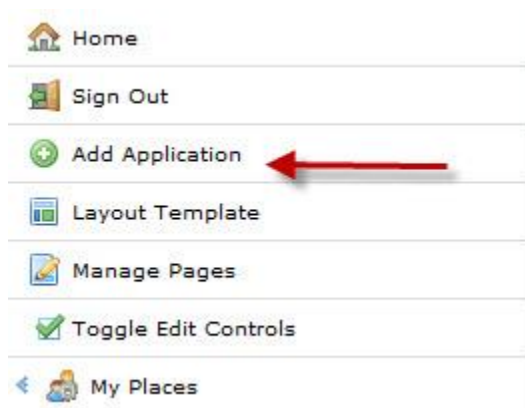 Home
Sign Out
Add Application
Layout Template
Manage Pages
Toggle Edit Controls
My Places